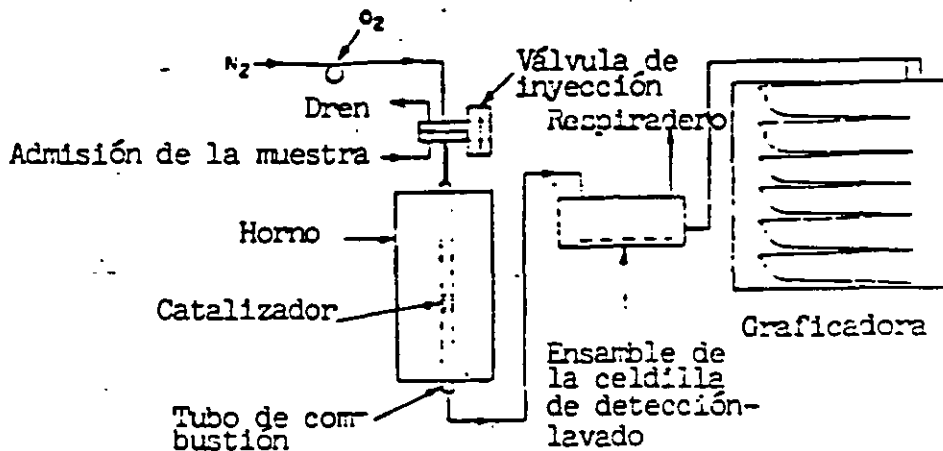 O₂
N₂
Válvula de
inyección
Dren
Respiradero
Admisión de la muestra
Horno
Catalizador
Graficadora
Ensamble de
la celdilla
de detección-
lavado
Tubo de com-
bustión